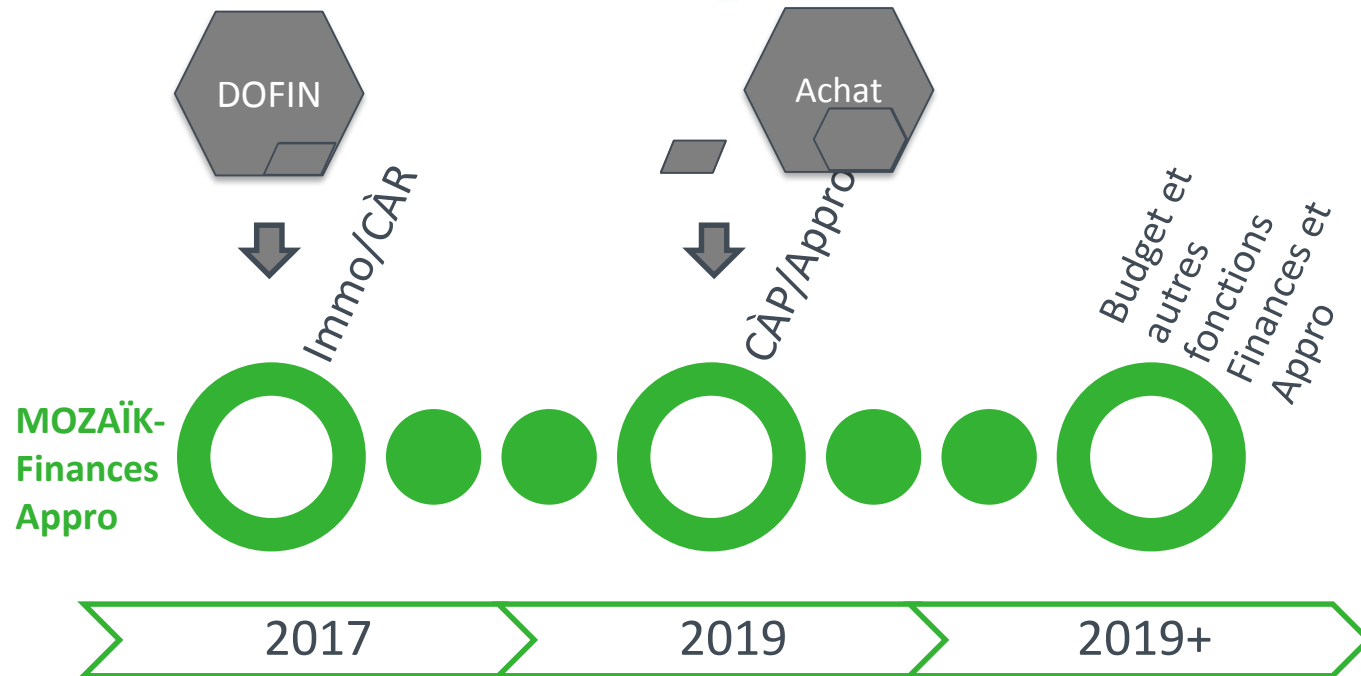 DOFIN
Achat
Immo/CÀR
CÀP/Appro
Budget et
autres
fonctions
Finances et
Appro
MOZAÏK-
Finances
Appro
2017
2019
2019+